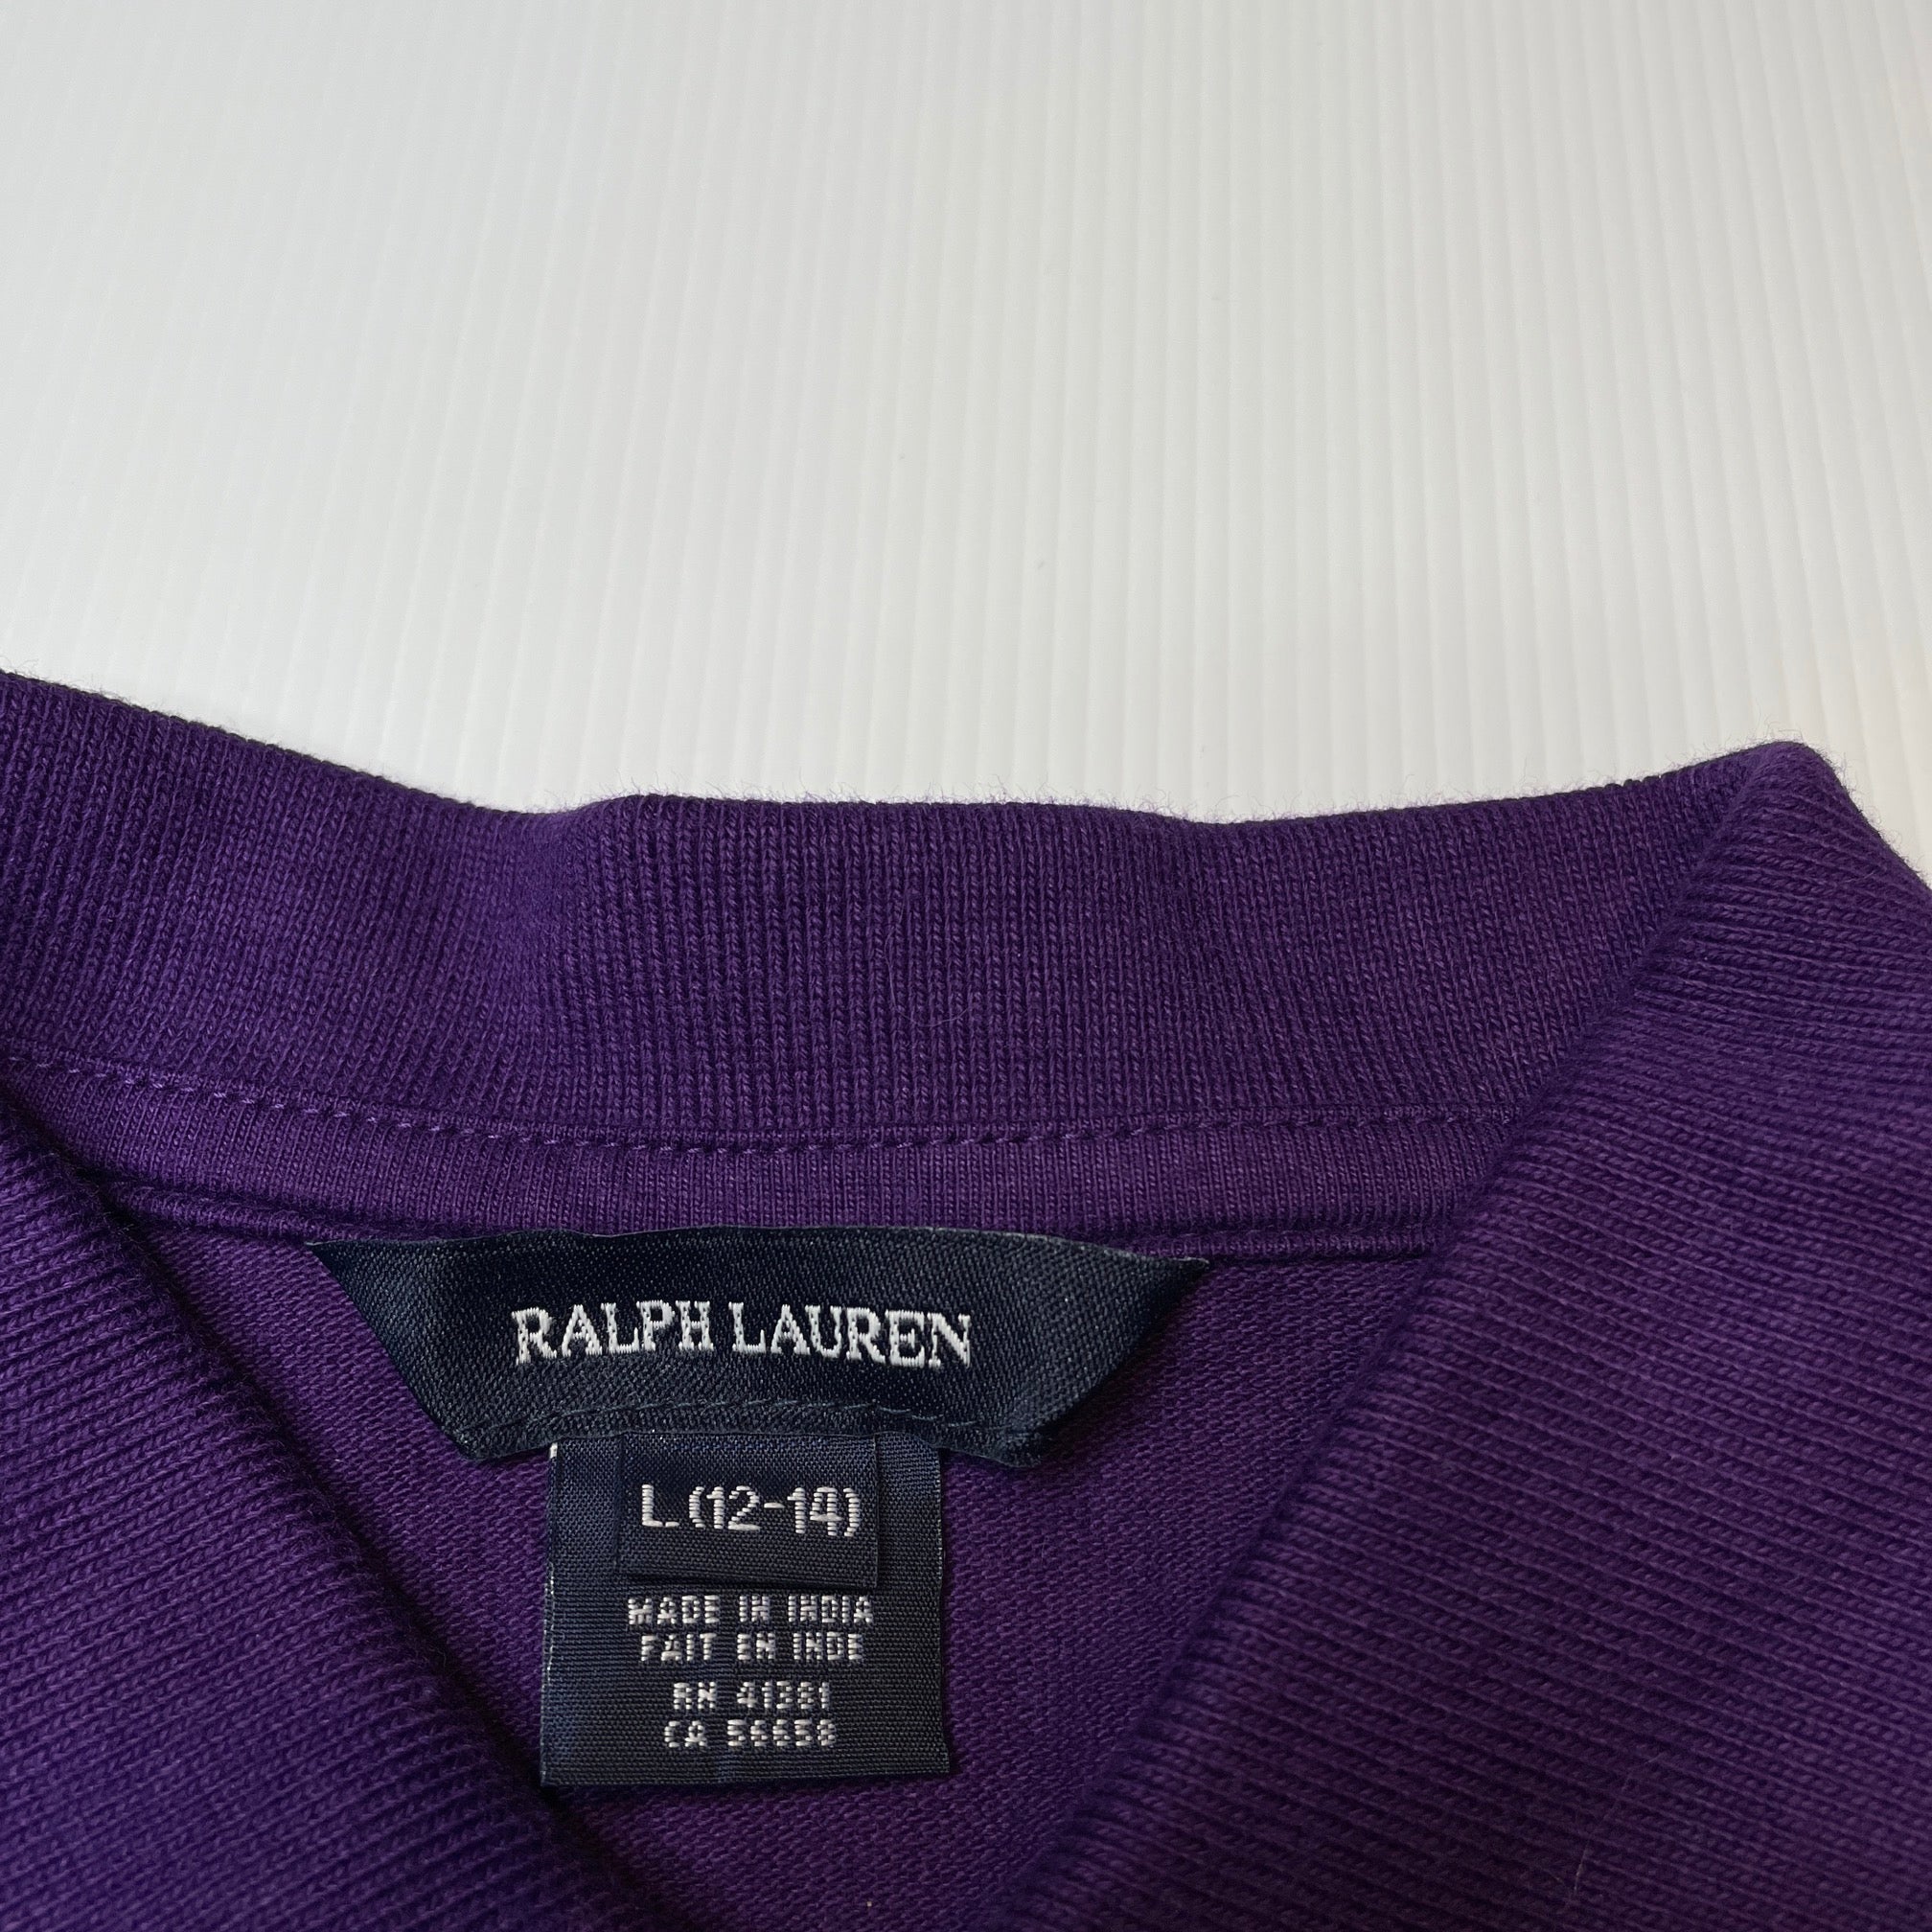 RALPH LAUREN
L (12-14)
MADE IN INDIA
FAIT EN INDE
RN 41381
CA 56658